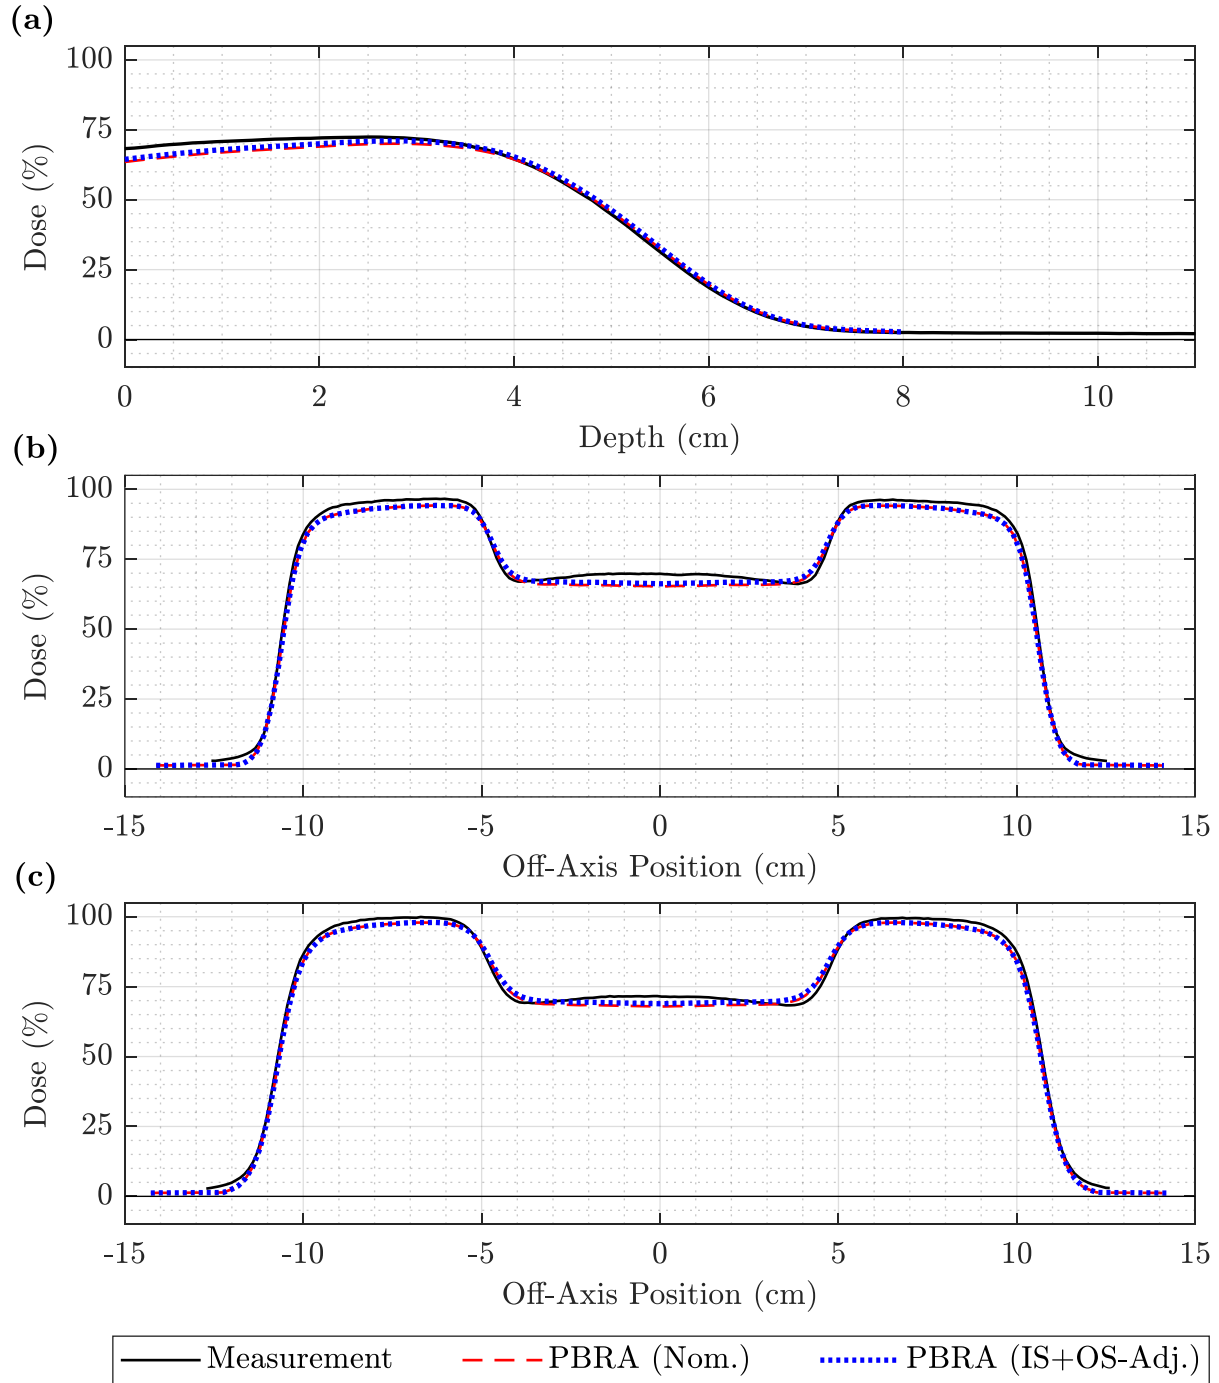 (a)
100
75
50
25
0
Dose (%)
0 2 4 6 8 10
Depth (cm)
(b)
100
75
50
25
0
Dose (%)
-15 -10 -5 0 5 10 15
Off-Axis Position (cm)
(c)
100
75
50
25
0
Dose (%)
-15 -10 -5 0 5 10 15
Off-Axis Position (cm)
Measurement PBRA (Nom.) PBRA (IS+OS-Adj.)